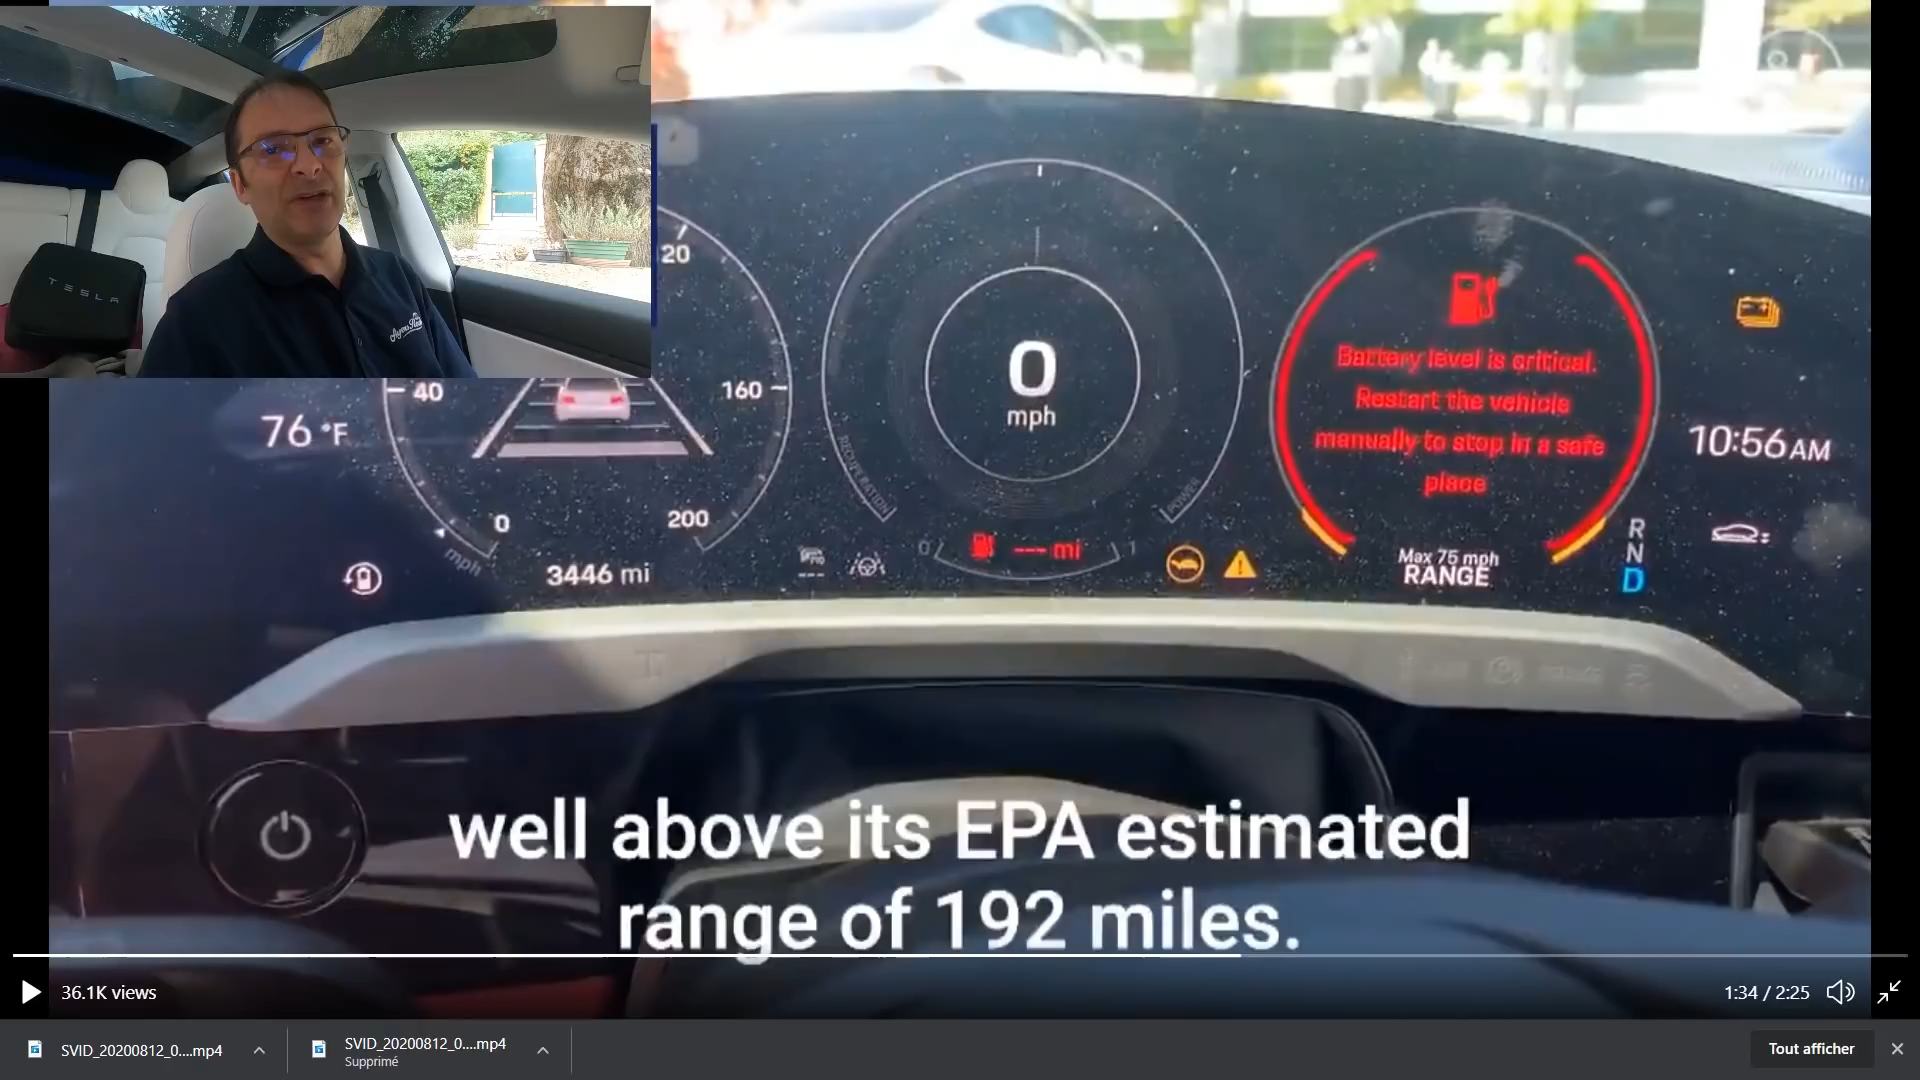 TESLA
20
40
160
76 °F
0
mph
RECUPERATION
POWER
Battery level is critical.
Restart the vehicle
manually to stop in a safe
place
10:56 AM
0
200
mph
3446 mi
0
--- mi
1
Max 75 mph
RANGE
R
N
D
well above its EPA estimated
range of 192 miles.
36.1K views
1:34 / 2:25
SVID_20200812_0....mp4
SVID_20200812_0....mp4
Supprimé
Tout afficher